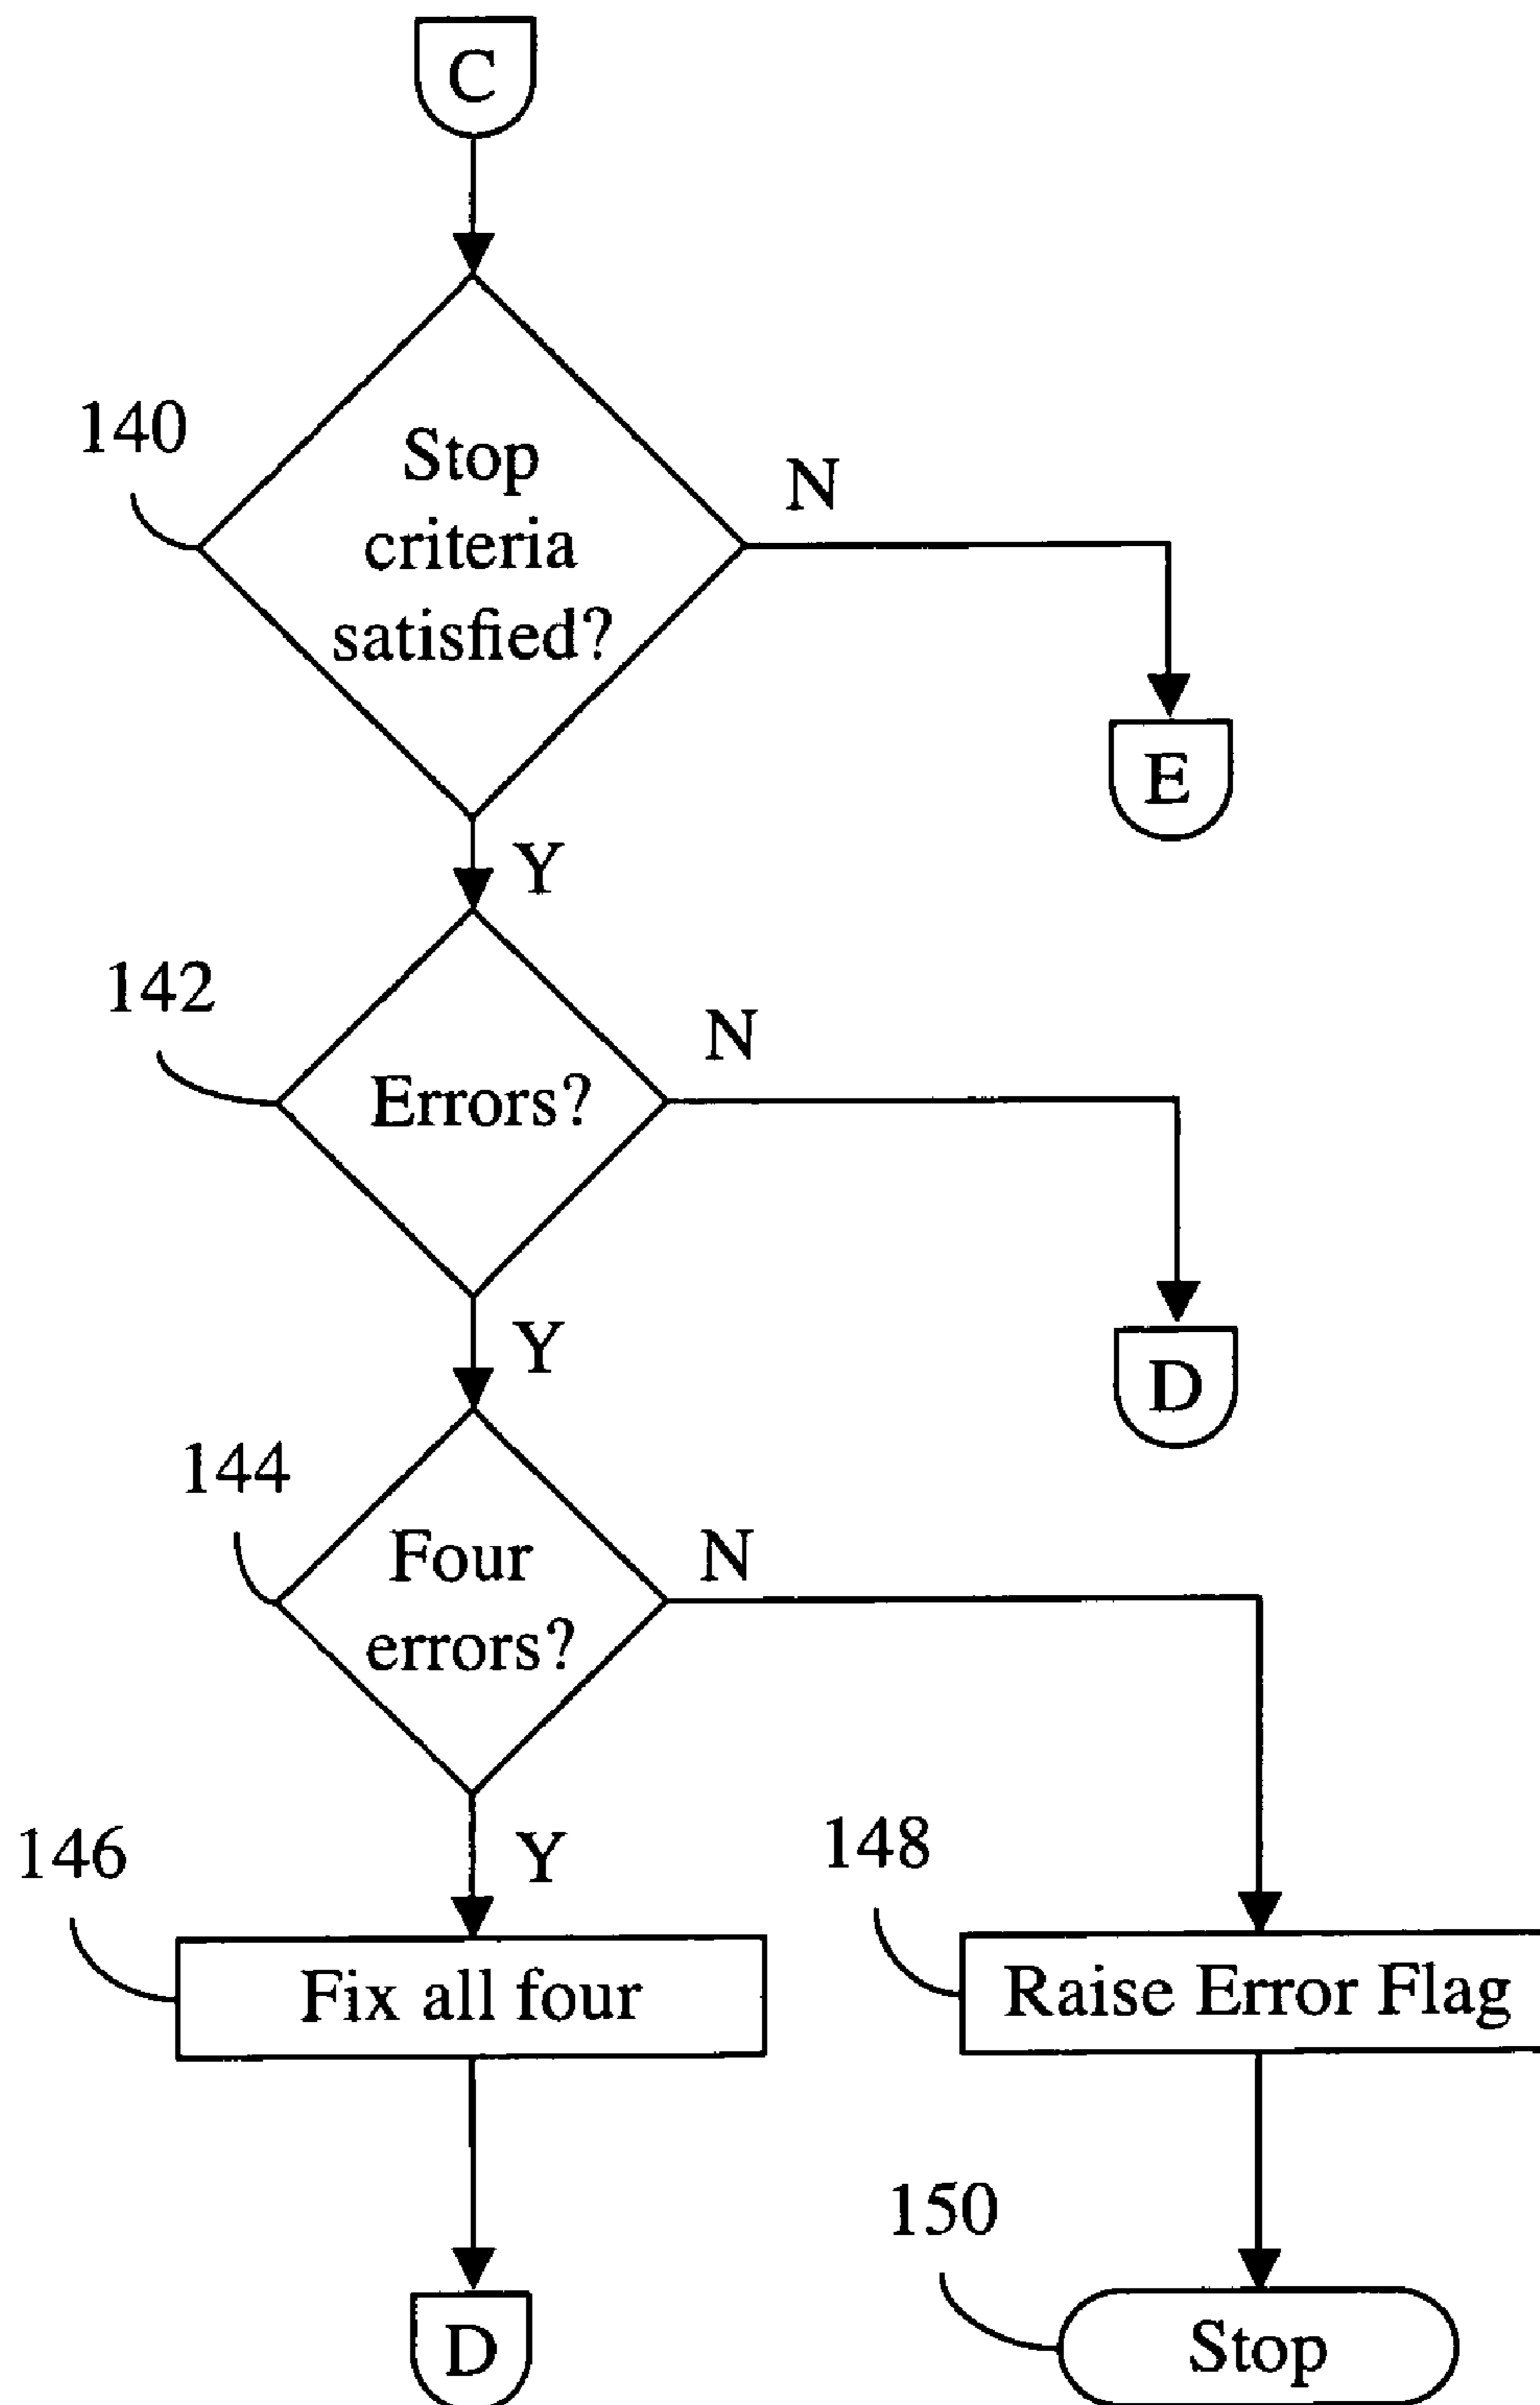 C
140
Stop
criteria
satisfied?
N
E
Y
142
Errors?
N
D
Y
144
Four
errors?
N
146
Y
148
Fix all four
Raise Error Flag
150
D
Stop